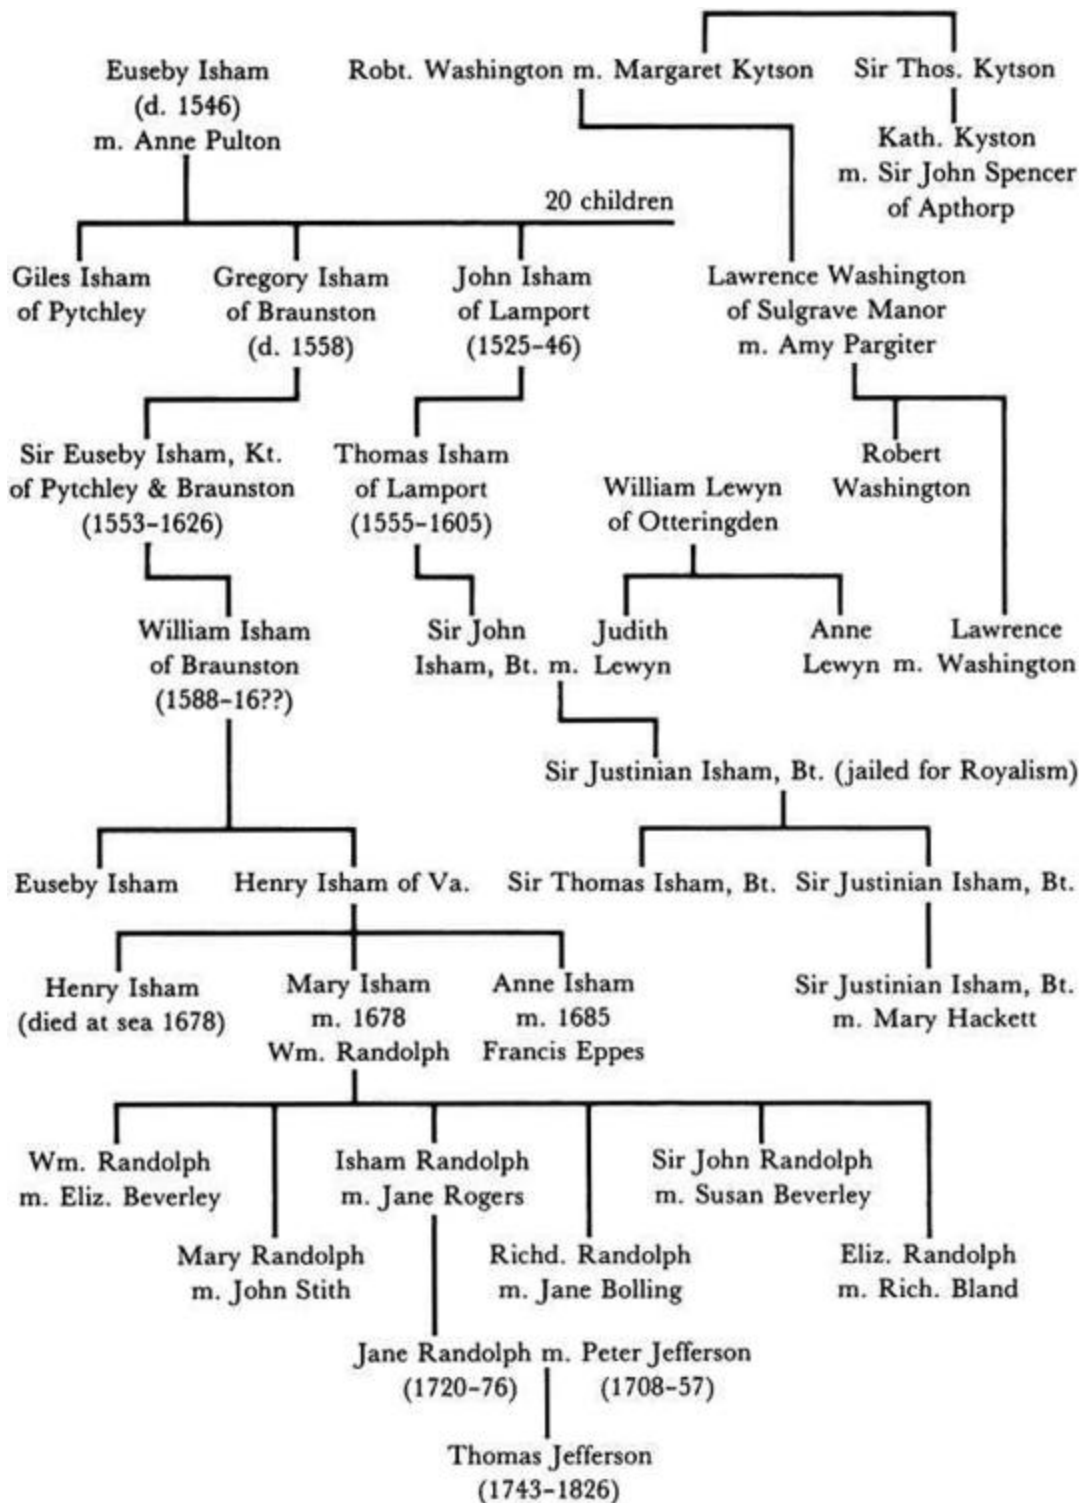 Euseby Isham
(d. 1546)
m. Anne Pulton
Robt. Washington m. Margaret Kytson
Sir Thos. Kytson
Kath. Kyston
m. Sir John Spencer
of Apthorp
20 children
Giles Isham
of Pytchley
Gregory Isham
of Braunston
(d. 1558)
John Isham
of Lamport
(1525-46)
Lawrence Washington
of Sulgrave Manor
m. Amy Pargiter
Sir Euseby Isham, Kt.
of Pytchley & Braunston
(1553-1626)
Thomas Isham
of Lamport
(1555-1605)
William Lewyn
of Otteringden
Robert
Washington
William Isham
of Braunston
(1588-16??)
Sir John
Isham, Bt. m.
Judith
Lewyn
Anne
Lewyn m.
Lawrence
Washington
Sir Justinian Isham, Bt. (jailed for Royalism)
Euseby Isham
Henry Isham of Va.
Sir Thomas Isham, Bt.
Sir Justinian Isham, Bt.
Henry Isham
(died at sea 1678)
Mary Isham
m. 1678
Wm. Randolph
Anne Isham
m. 1685
Francis Eppes
Sir Justinian Isham, Bt.
m. Mary Hackett
Wm. Randolph
m. Eliz. Beverley
Isham Randolph
m. Jane Rogers
Sir John Randolph
m. Susan Beverley
Mary Randolph
m. John Stith
Richd. Randolph
m. Jane Bolling
Eliz. Randolph
m. Rich. Bland
Jane Randolph m. Peter Jefferson
(1720-76) (1708-57)
Thomas Jefferson
(1743-1826)